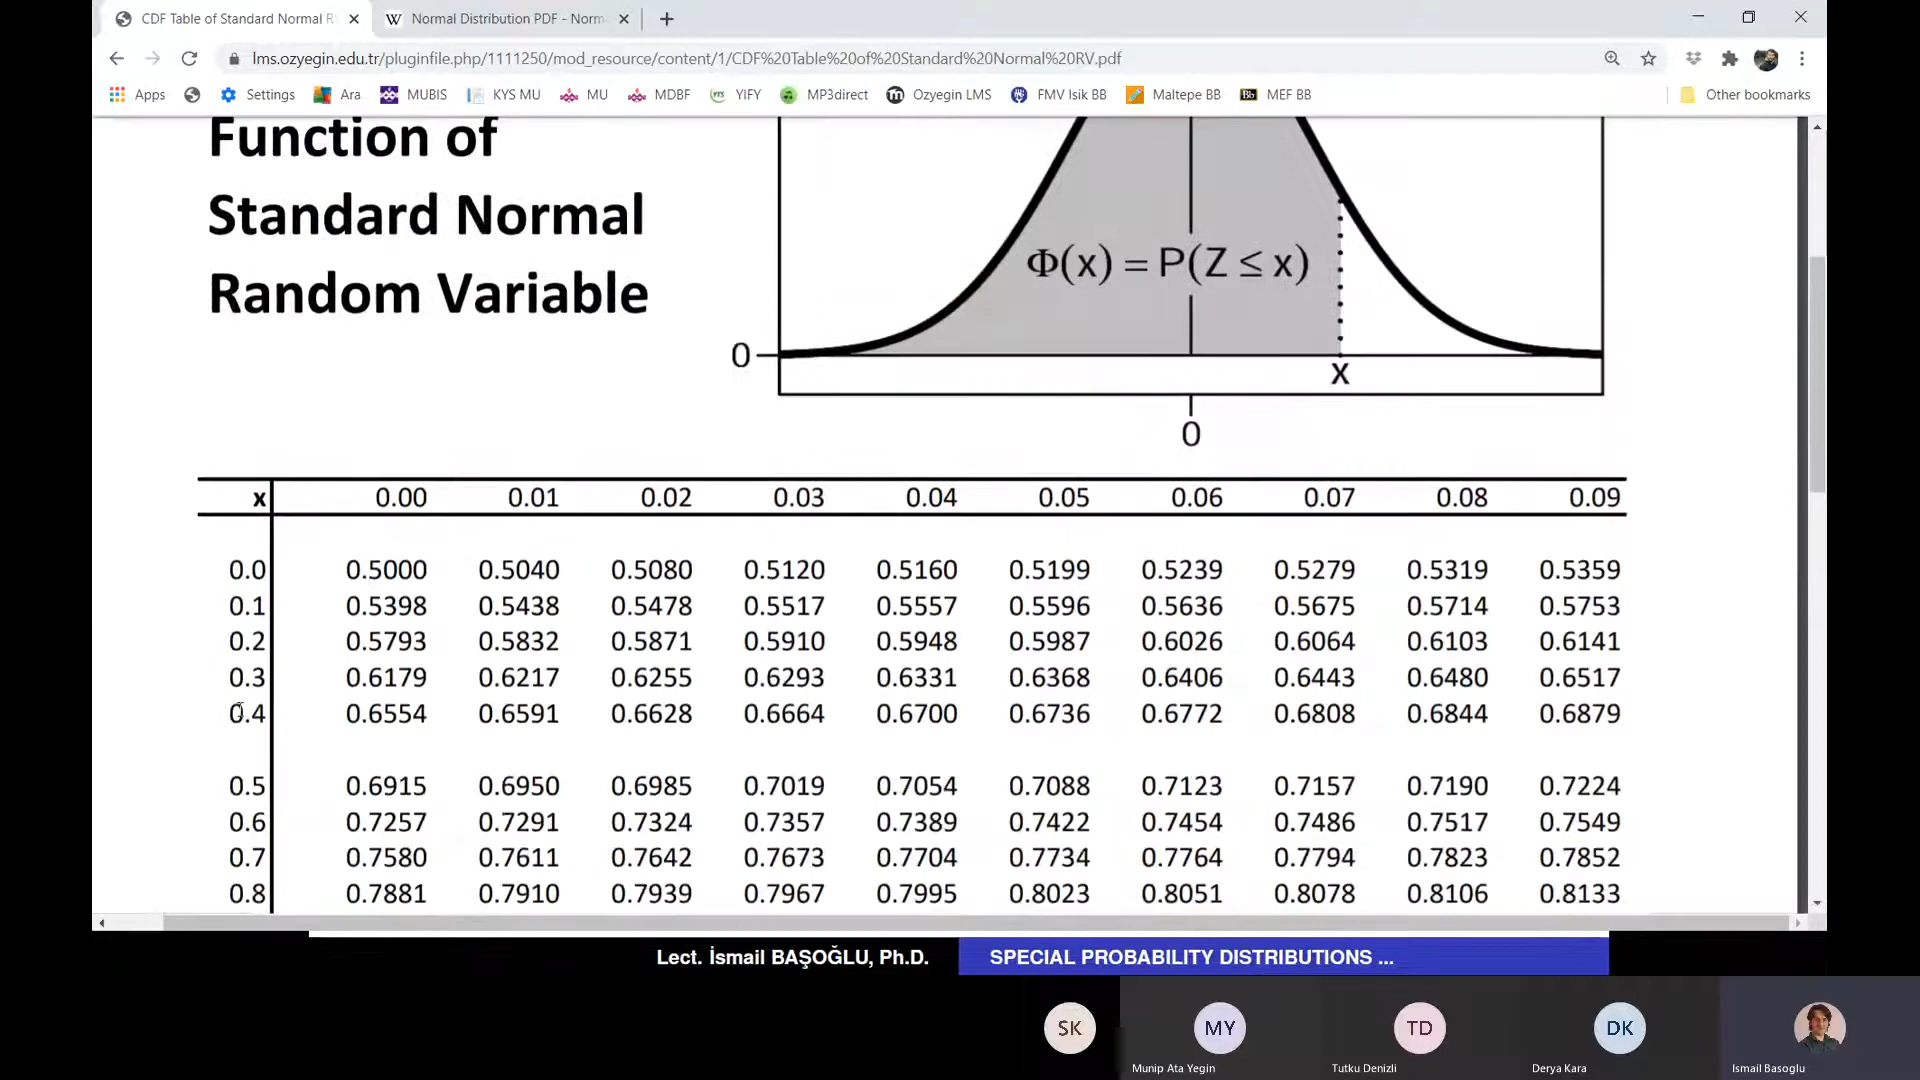 CDF Table of Standard Normal R
Normal Distribution PDF - Norm
lms.ozyegin.edu.tr/pluginfile.php/1111250/mod_resource/content/1/CDF%20Table%20of%20Standard%20Normal%20RV.pdf
Apps Settings Ara MUBIS KYS MU MU MDBF YIFY MP3direct Ozyegin LMS FMV Isik BB Maltepe BB MEF BB Other bookmarks
Function of
Standard Normal
Random Variable
Φ(x) = P(Z ≤ x)
0
x
0
x 0.00 0.01 0.02 0.03 0.04 0.05 0.06 0.07 0.08 0.09
0.0 0.5000 0.5040 0.5080 0.5120 0.5160 0.5199 0.5239 0.5279 0.5319 0.5359
0.1 0.5398 0.5438 0.5478 0.5517 0.5557 0.5596 0.5636 0.5675 0.5714 0.5753
0.2 0.5793 0.5832 0.5871 0.5910 0.5948 0.5987 0.6026 0.6064 0.6103 0.6141
0.3 0.6179 0.6217 0.6255 0.6293 0.6331 0.6368 0.6406 0.6443 0.6480 0.6517
0.4 0.6554 0.6591 0.6628 0.6664 0.6700 0.6736 0.6772 0.6808 0.6844 0.6879
0.5 0.6915 0.6950 0.6985 0.7019 0.7054 0.7088 0.7123 0.7157 0.7190 0.7224
0.6 0.7257 0.7291 0.7324 0.7357 0.7389 0.7422 0.7454 0.7486 0.7517 0.7549
0.7 0.7580 0.7611 0.7642 0.7673 0.7704 0.7734 0.7764 0.7794 0.7823 0.7852
0.8 0.7881 0.7910 0.7939 0.7967 0.7995 0.8023 0.8051 0.8078 0.8106 0.8133
Lect. İsmail BAŞOĞLU, Ph.D. SPECIAL PROBABILITY DISTRIBUTIONS ...
SK MY TD DK
Munip Ata Yegin Tutku Denizli Derya Kara Ismail Basoglu